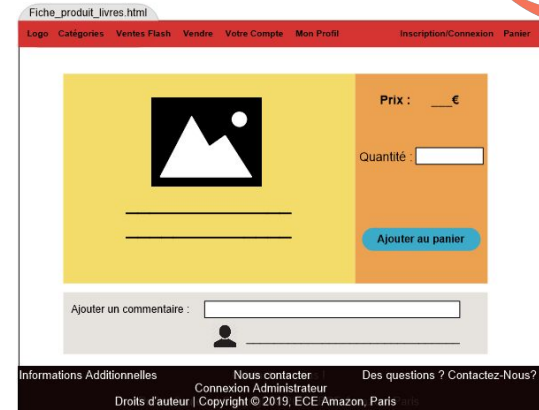 Fiche_produit_livres.html
Logo Catégories Ventes Flash Vendre Votre Compte Mon Profil Inscription/Connexion Panier
Prix : ___€
Quantité :
Ajouter au panier
Ajouter un commentaire :
Informations Additionnelles Nous contacter Des questions ? Contactez-Nous?
Connexion Administrateur
Droits d'auteur | Copyright © 2019, ECE Amazon, Paris